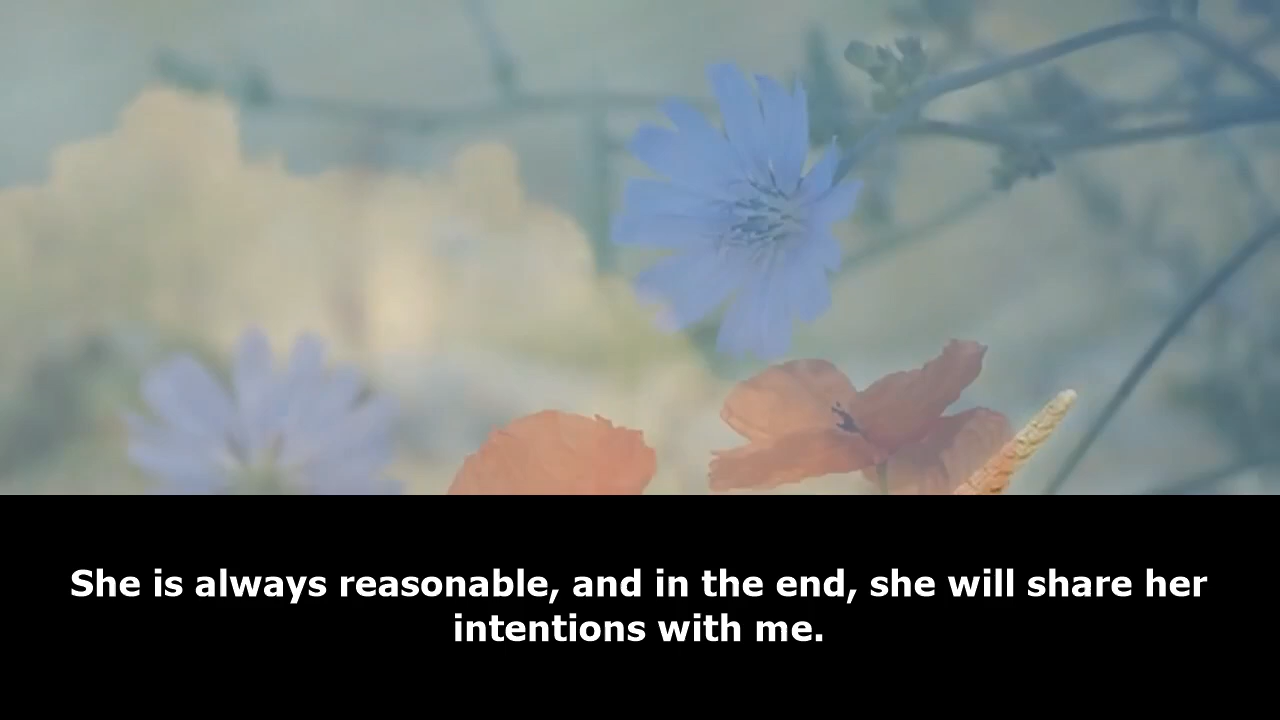 She is always reasonable, and in the end, she will share her
intentions with me.